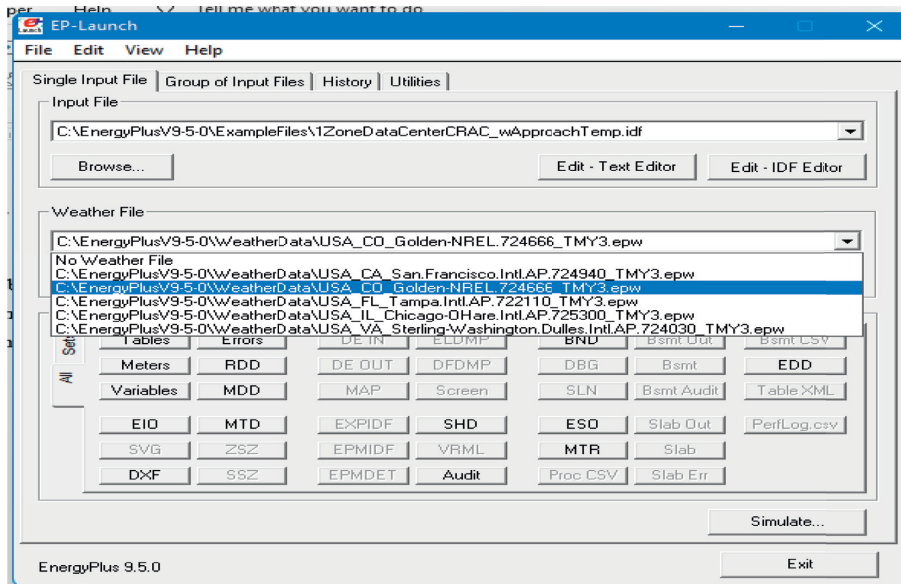 per Help Tell me what you want to do
EP-Launch
File Edit View Help
Single Input File Group of Input Files History Utilities
Input File
C:\EnergyPlusV9-5-0\ExampleFiles\1ZoneDataCenterCRAC_wApproachTemp.idf
Browse... Edit - Text Editor Edit - IDF Editor
Weather File
C:\EnergyPlusV9-5-0\WeatherData\USA_CO_Golden-NREL.724666_TMY3.epw
No Weather File
C:\EnergyPlusV9-5-0\WeatherData\USA_CA_San.Francisco.Intl.AP.724940_TMY3.epw
C:\EnergyPlusV9-5-0\WeatherData\USA_CO_Golden-NREL.724666_TMY3.epw
C:\EnergyPlusV9-5-0\WeatherData\USA_FL_Tampa.Intl.AP.722110_TMY3.epw
C:\EnergyPlusV9-5-0\WeatherData\USA_IL_Chicago-OHare.Intl.AP.725300_TMY3.epw
C:\EnergyPlusV9-5-0\WeatherData\USA_VA_Sterling-Washington.Dulles.Intl.AP.724030_TMY3.epw
Sets Tables Errors DE IN ELDMP BND Bsmt Out Bsmt CSV
Meters RDD DE OUT DFDMP DBG Bsmt EDD
All Variables MDD MAP Screen SLN Bsmt Audit Table XML
EIO MTD EXPIDF SHD ESO Slab Out PerfLog.csv
SVG ZSZ EPMIDF VRML MTR Slab
DXF SSZ EPMDET Audit Proc CSV Slab Err
Simulate...
EnergyPlus 9.5.0 Exit